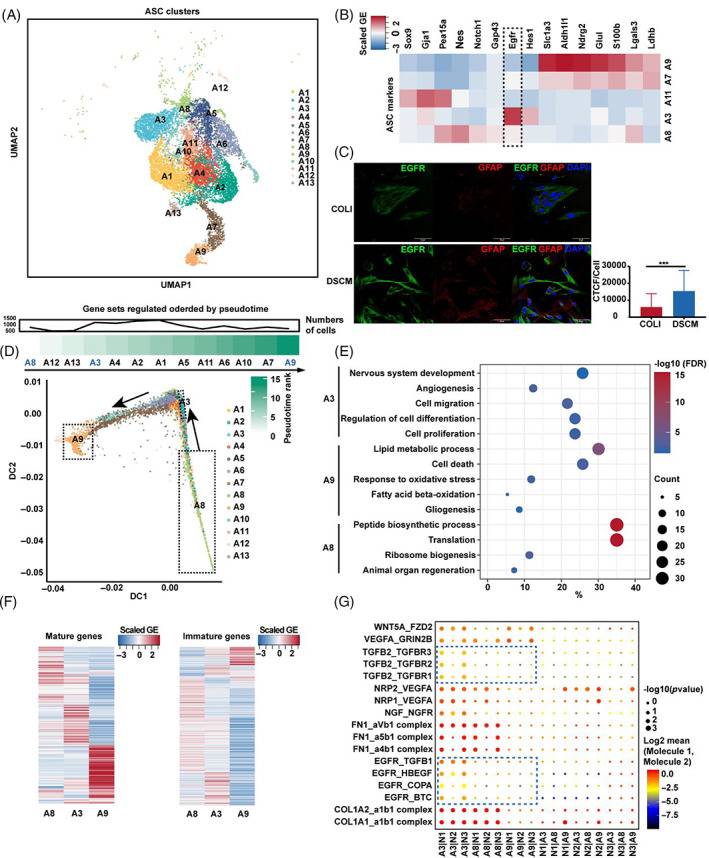 (A)
ASC clusters
UMAP2
UMAP1
A12
A8
A5
A3
A11
A6
A10
A1
A4
A2
A13
A7
A9
A1
A2
A3
A4
A5
A6
A7
A8
A9
A10
A11
A12
A13
(B)
Scaled GE
−3 0 2
Sox9
Gja1
Pea15a
Nes
Notch1
Gap43
Egfr
Hes1
Slc1a3
Aldh1l1
Ndrg2
Glul
S100b
Lgals3
Ldhb
ASC markers
A9
A7
A11
A3
A8
(C)
EGFR GFAP EGFR GFAP DAPI
COLI
EGFR GFAP EGFR GFAP DAPI
DSCM
CTCF/Cell
30000
20000
10000
0
***
COLI DSCM
Gene sets regulated oderded by pseudotime
1500
1000
500
Numbers
of cells
A8 A12 A13 A3 A4 A2 A1 A5 A11 A6 A10 A7 A9
(D)
0.01
0.00
−0.01
−0.02
−0.03
−0.04
−0.05
DC2
−0.04 −0.02 0.00
DC1
A9
A3
A8
15
10
5
0
Pseudotime rank
A1
A2
A3
A4
A5
A6
A7
A8
A9
A10
A11
A12
A13
(E)
A3
Nervous system development
Angiogenesis
Cell migration
Regulation of cell differentiation
Cell proliferation
A9
Lipid metabolic process
Cell death
Response to oxidative stress
Fatty acid beta-oxidation
Gliogenesis
A8
Peptide biosynthetic process
Translation
Ribosome biogenesis
Animal organ regeneration
0 10 20 30 40
%
-log10 (FDR)
15
10
5
Count
5
10
15
20
25
30
(F)
Scaled GE
−3 0 2
Mature genes
A8 A3 A9
Scaled GE
−3 0 2
Immature genes
A8 A3 A9
(G)
WNT5A_FZD2
VEGFA_GRIN2B
TGFB2_TGFBR3
TGFB2_TGFBR2
TGFB2_TGFBR1
NRP2_VEGFA
NRP1_VEGFA
NGF_NGFR
FN1_aVb1 complex
FN1_a5b1 complex
FN1_a4b1 complex
EGFR_TGFB1
EGFR_HBEGF
EGFR_COPA
EGFR_BTC
COL1A2_a1b1 complex
COL1A1_a1b1 complex
A3|N1
A3|N2
A3|N3
A8|N1
A8|N2
A8|N3
A9|N1
A9|N2
A9|N3
N1|A3
N1|A8
N1|A9
N2|A3
N2|A8
N2|A9
N3|A3
N3|A8
N3|A9
-log10(pvalue)
0
1
2
3
Log2 mean
(Molecule 1,
Molecule 2)
0.0
−2.5
−5.0
−7.5